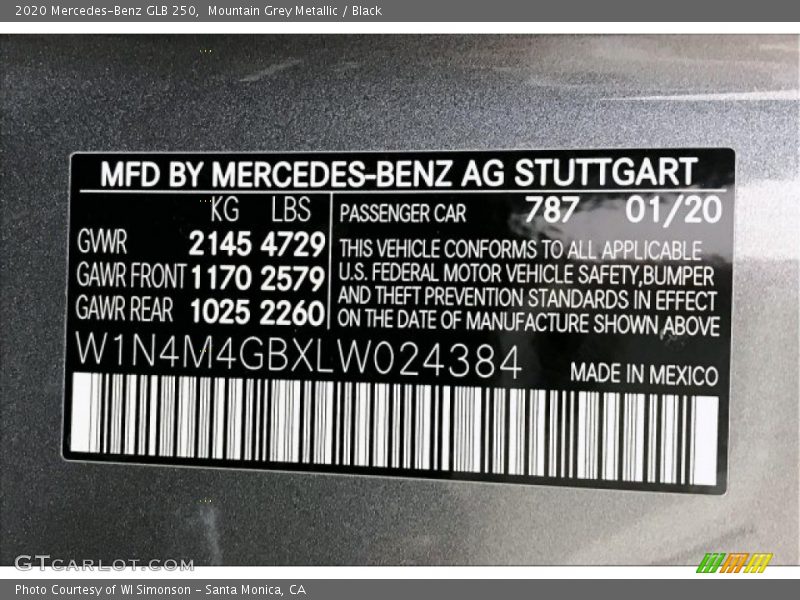 2020 Mercedes-Benz GLB 250,  Mountain Grey Metallic / Black
MFD BY MERCEDES-BENZ AG STUTTGART
KG LBS
GVWR 2145 4729
GAWR FRONT 1170 2579
GAWR REAR 1025 2260
PASSENGER CAR 787 01/20
THIS VEHICLE CONFORMS TO ALL APPLICABLE
U.S. FEDERAL MOTOR VEHICLE SAFETY,BUMPER
AND THEFT PREVENTION STANDARDS IN EFFECT
ON THE DATE OF MANUFACTURE SHOWN ABOVE
W1N4M4GBXLW024384
MADE IN MEXICO
GTCARLOT.COM
Photo Courtesy of WI Simonson - Santa Monica, CA